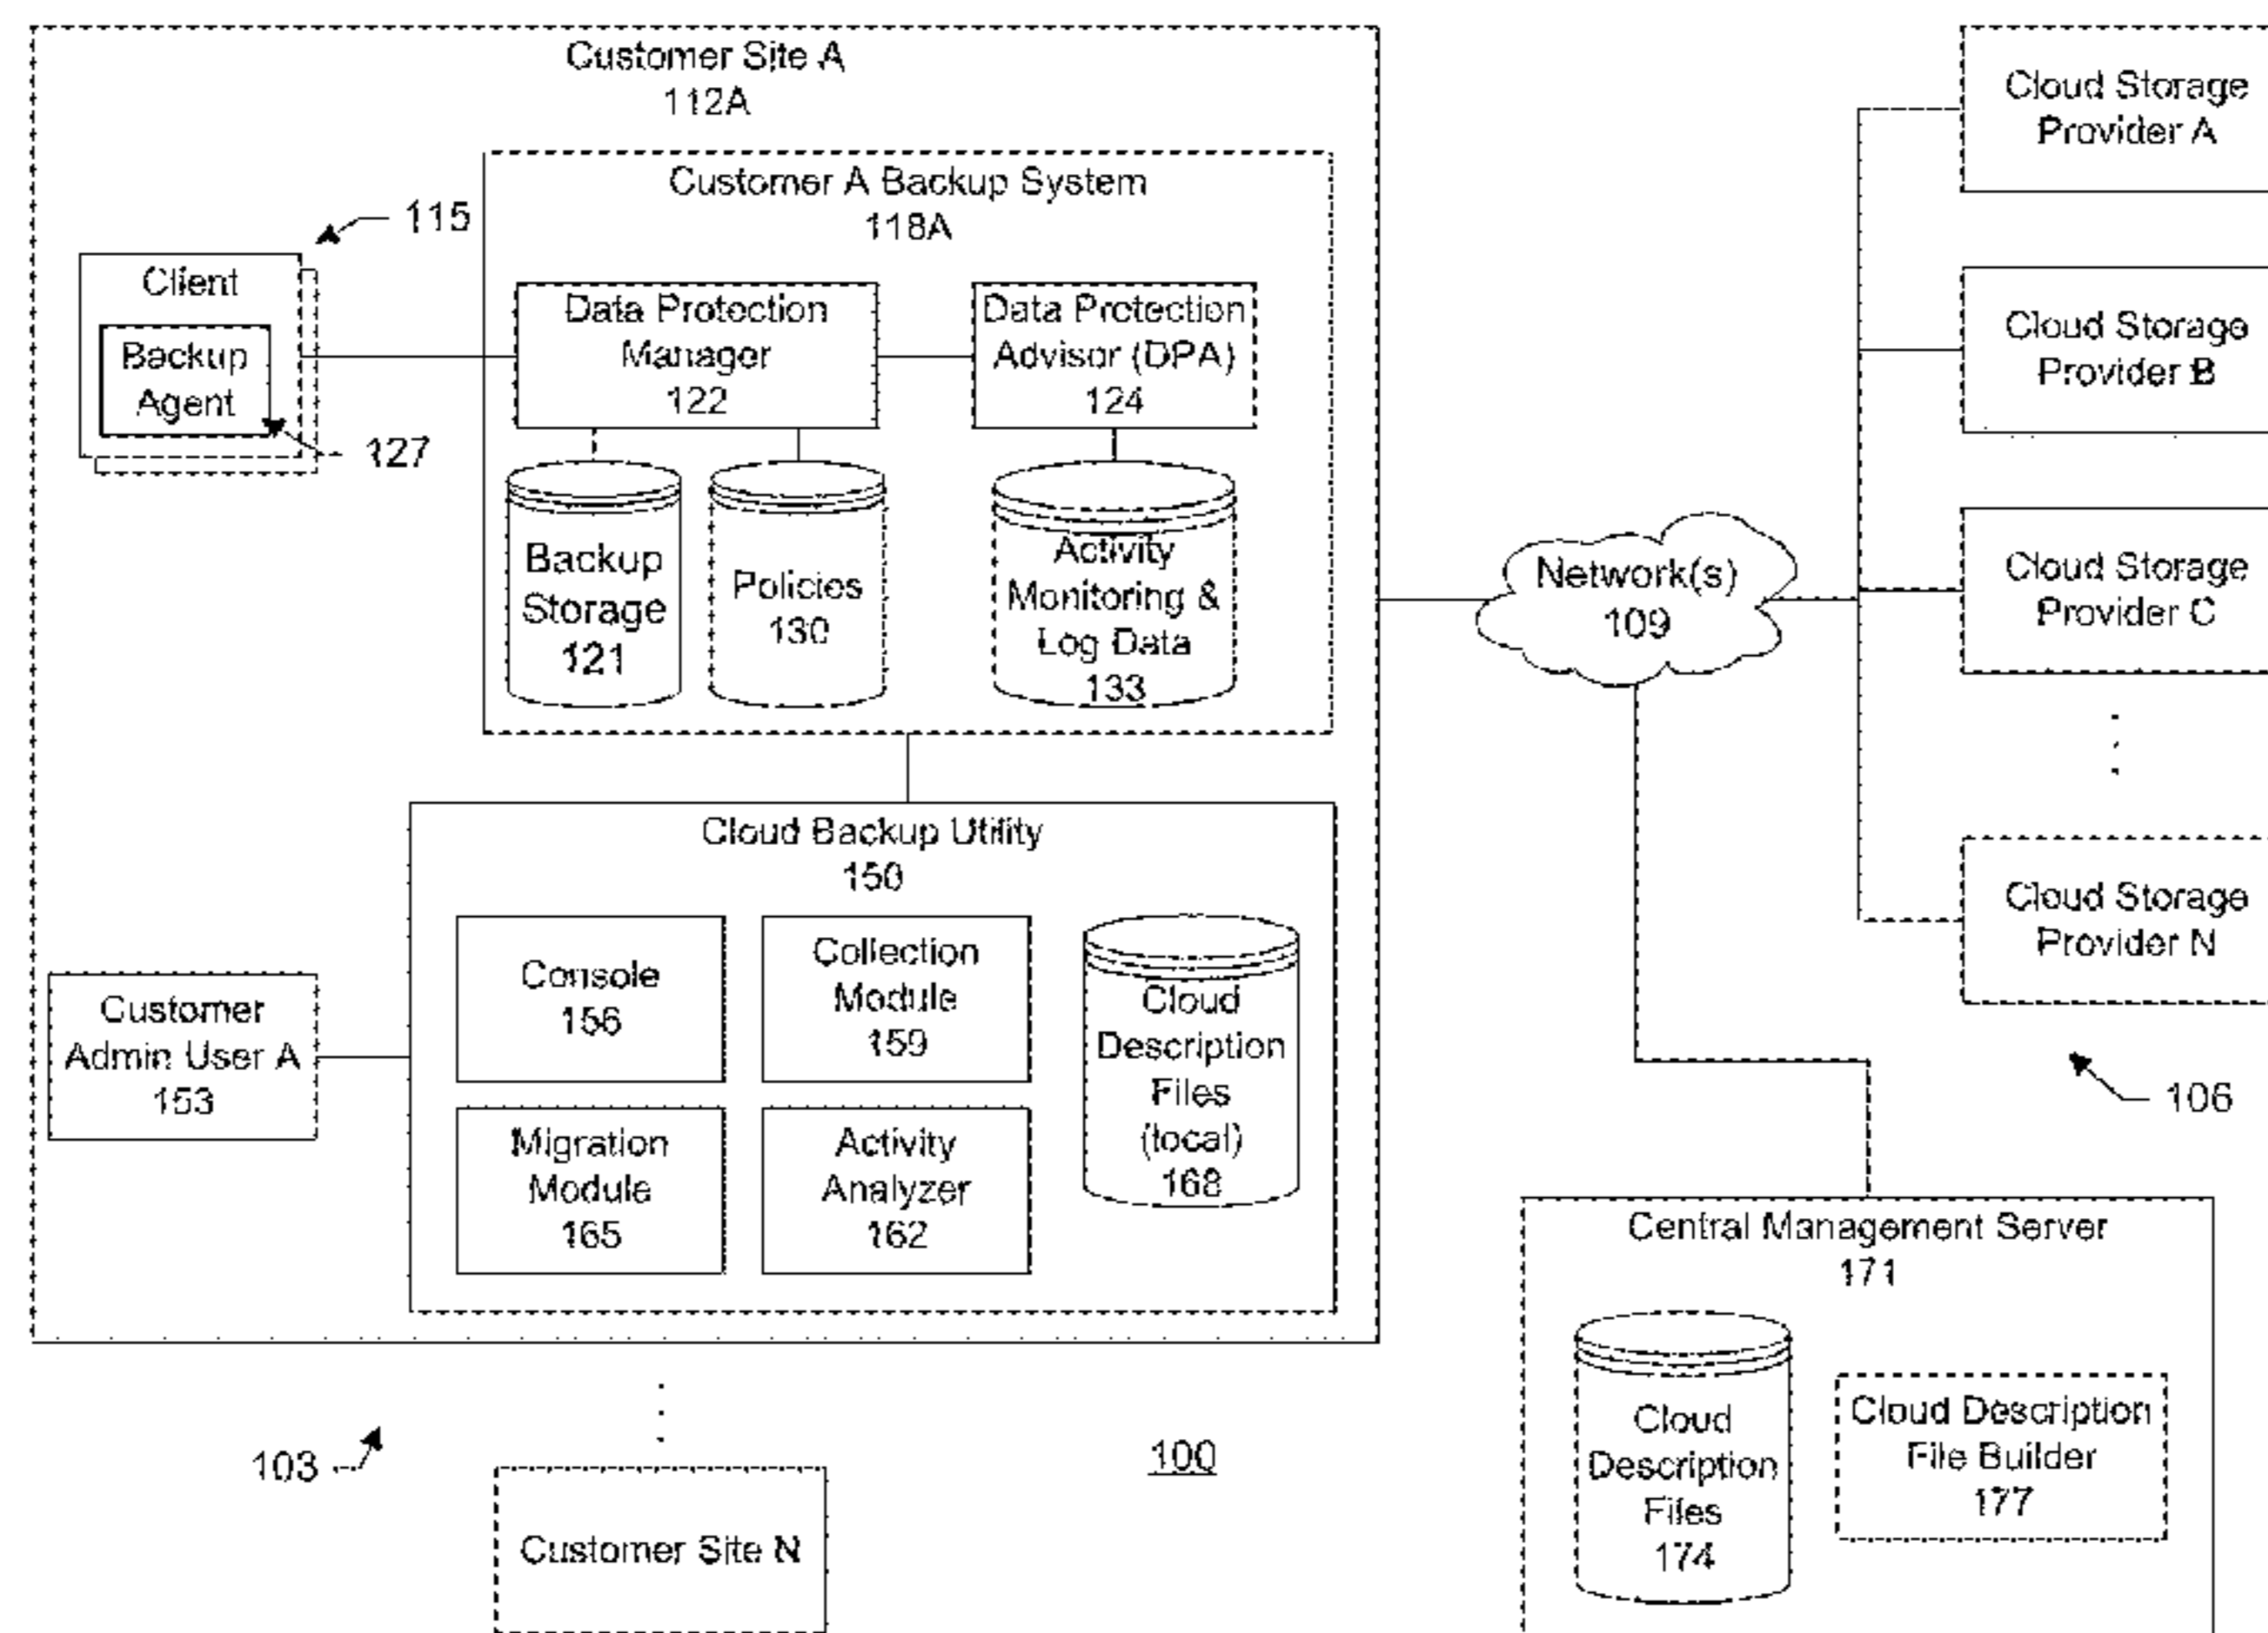 Customer Site A
112A
Customer A Backup System
118A
115
Client
Backup
Agent
127
Data Protection
Manager
122
Data Protection
Advisor (DPA)
124
Backup
Storage
121
Policies
130
Activity
Monitoring &
Log Data
133
Cloud Backup Utility
150
Console
156
Collection
Module
159
Cloud
Description
Files
(local)
168
Migration
Module
165
Activity
Analyzer
162
Customer
Admin User A
153
Network(s)
109
Cloud Storage
Provider A
Cloud Storage
Provider B
Cloud Storage
Provider C
Cloud Storage
Provider N
106
Central Management Server
171
Cloud
Description
Files
174
Cloud Description
File Builder
177
103
100
Customer Site N